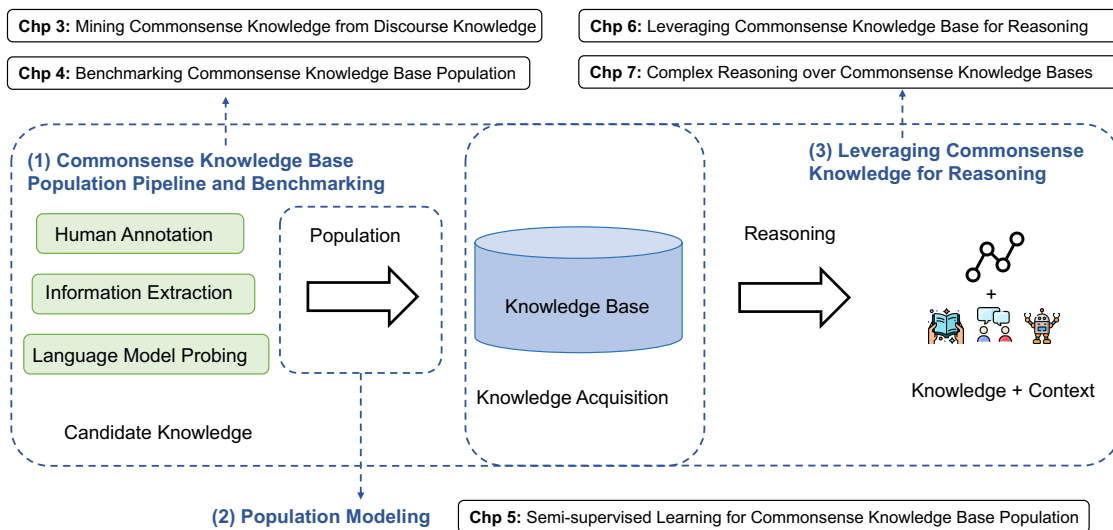 Chp 3: Mining Commonsense Knowledge from Discourse Knowledge
Chp 4: Benchmarking Commonsense Knowledge Base Population
Chp 6: Leveraging Commonsense Knowledge Base for Reasoning
Chp 7: Complex Reasoning over Commonsense Knowledge Bases
(1) Commonsense Knowledge Base
Population Pipeline and Benchmarking
Human Annotation
Information Extraction
Language Model Probing
Candidate Knowledge
Population
Knowledge Base
Knowledge Acquisition
(3) Leveraging Commonsense
Knowledge for Reasoning
Reasoning
+
Knowledge + Context
(2) Population Modeling
Chp 5: Semi-supervised Learning for Commonsense Knowledge Base Population